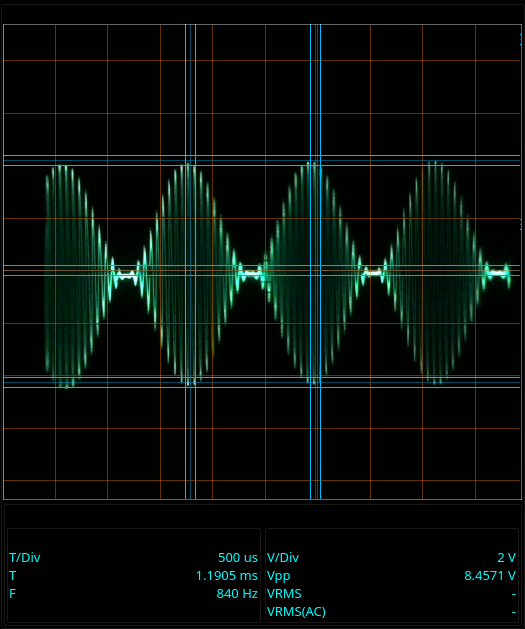 T/Div 500 us V/Div 2 V
T 1.1905 ms Vpp 8.4571 V
F 840 Hz VRMS -
VRMS(AC) -